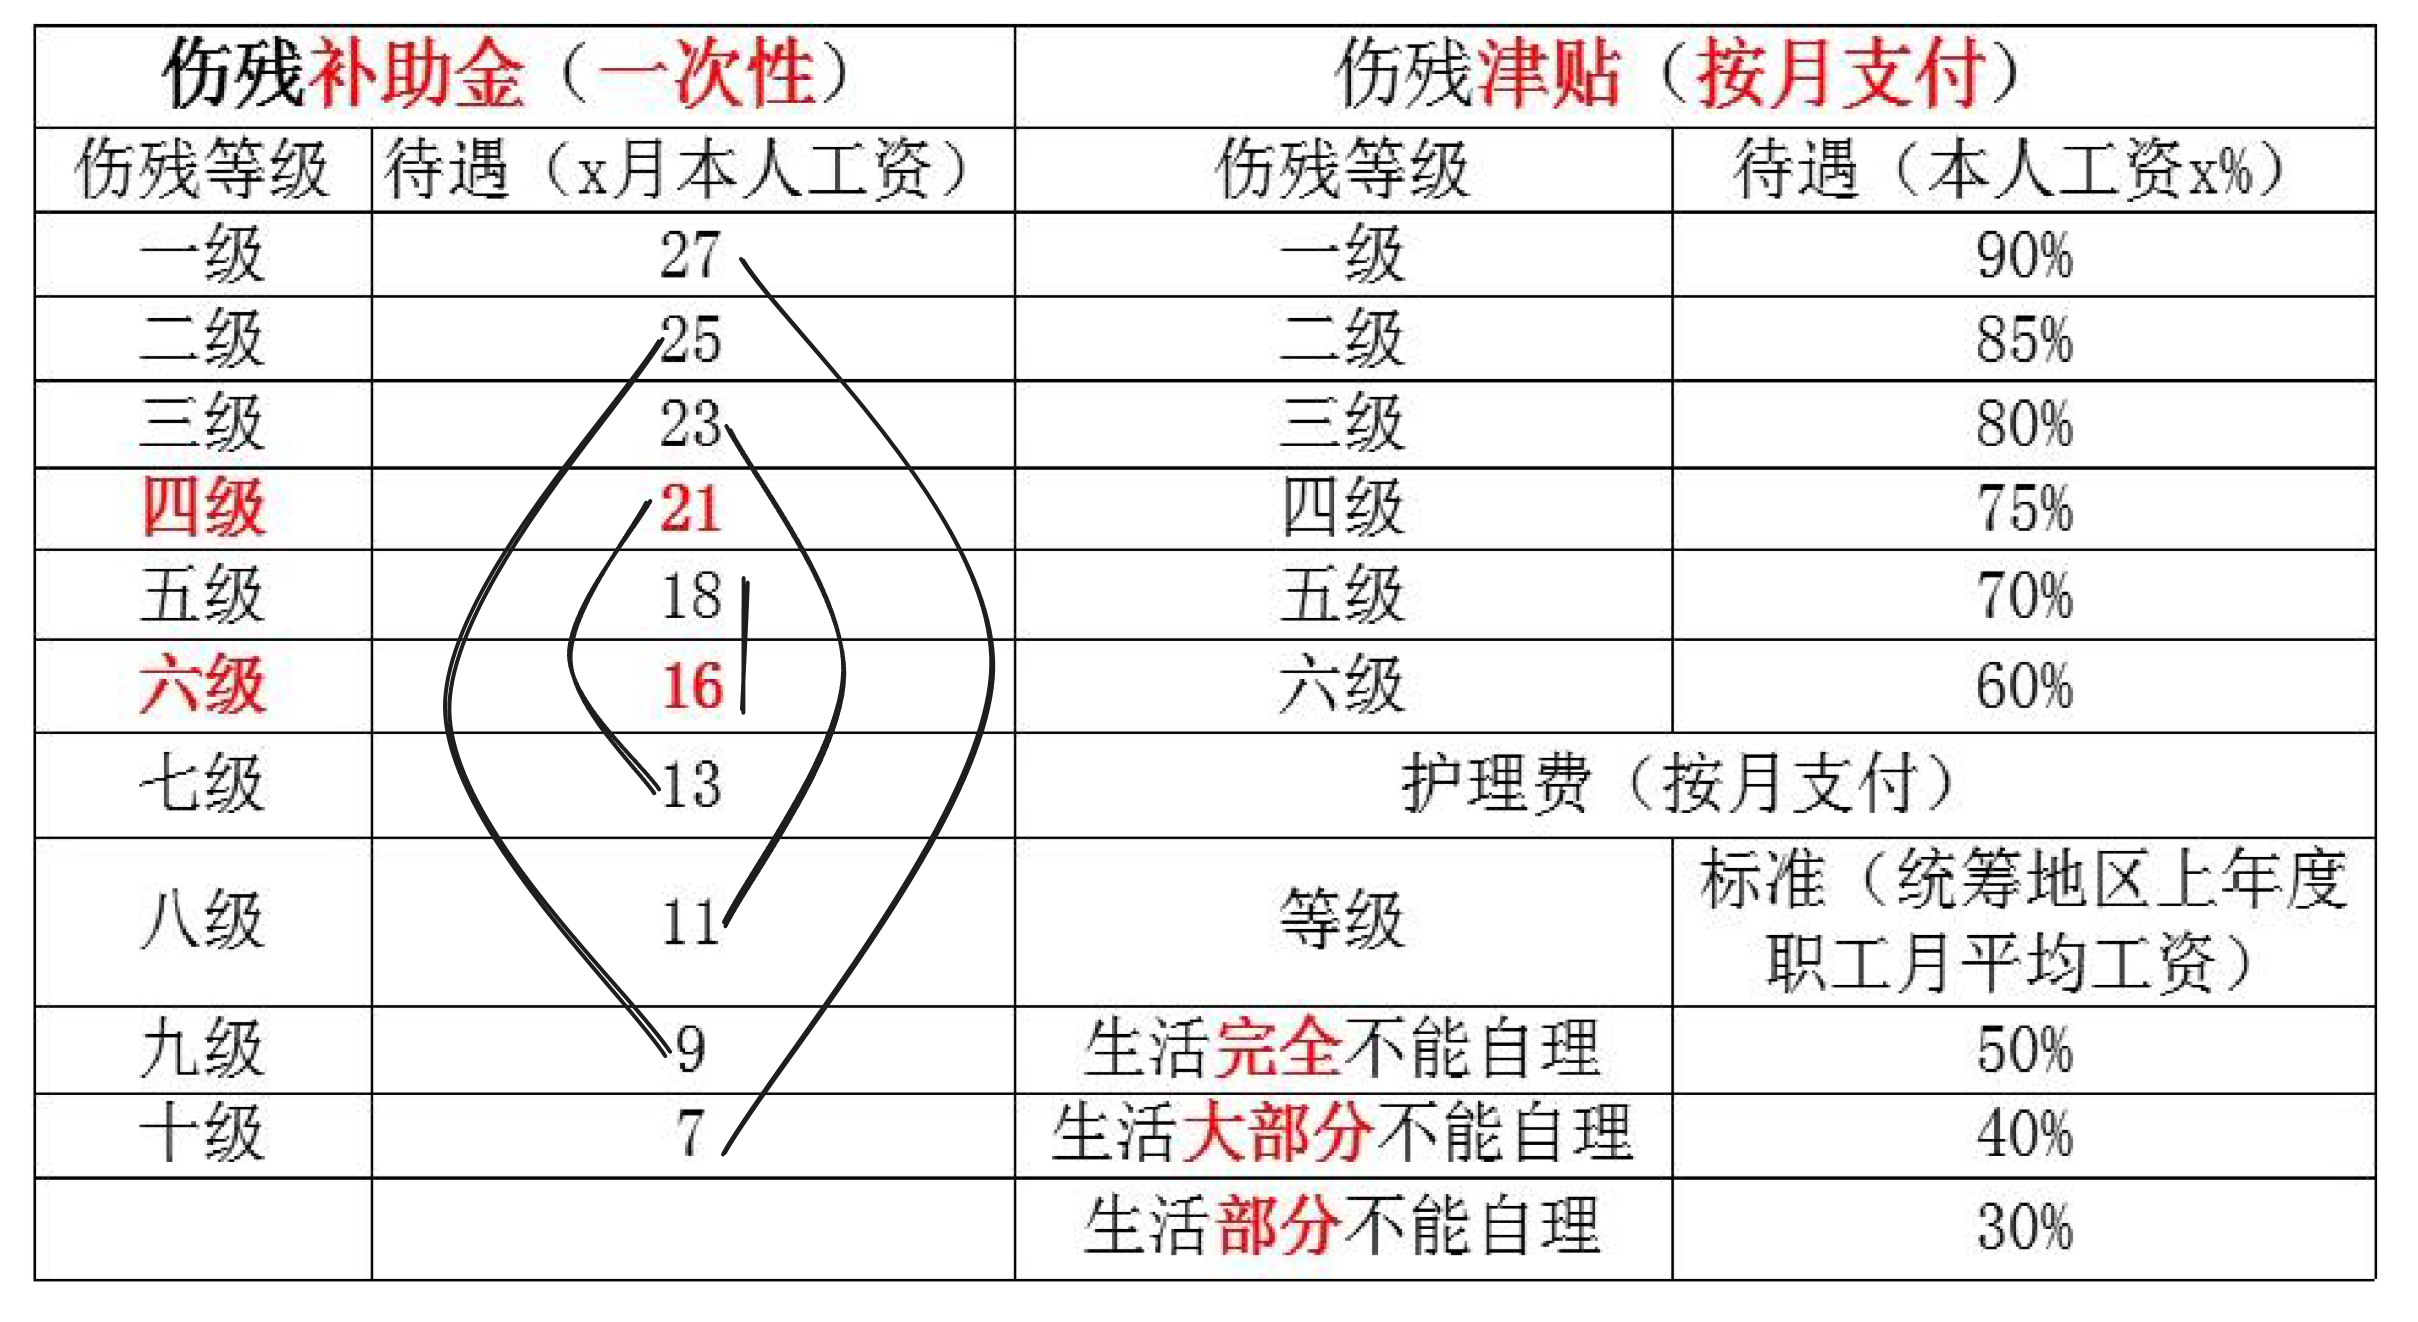 伤残补助金（一次性） 伤残津贴（按月支付）
伤残等级 待遇（x月本人工资） 伤残等级 待遇（本人工资x%）
一级 27 一级 90%
二级 25 二级 85%
三级 23 三级 80%
四级 21 四级 75%
五级 18 五级 70%
六级 16 六级 60%
七级 13 护理费（按月支付）
八级 11 等级 标准（统筹地区上年度
职工月平均工资）
九级 9 生活完全不能自理 50%
十级 7 生活大部分不能自理 40%
生活部分不能自理 30%